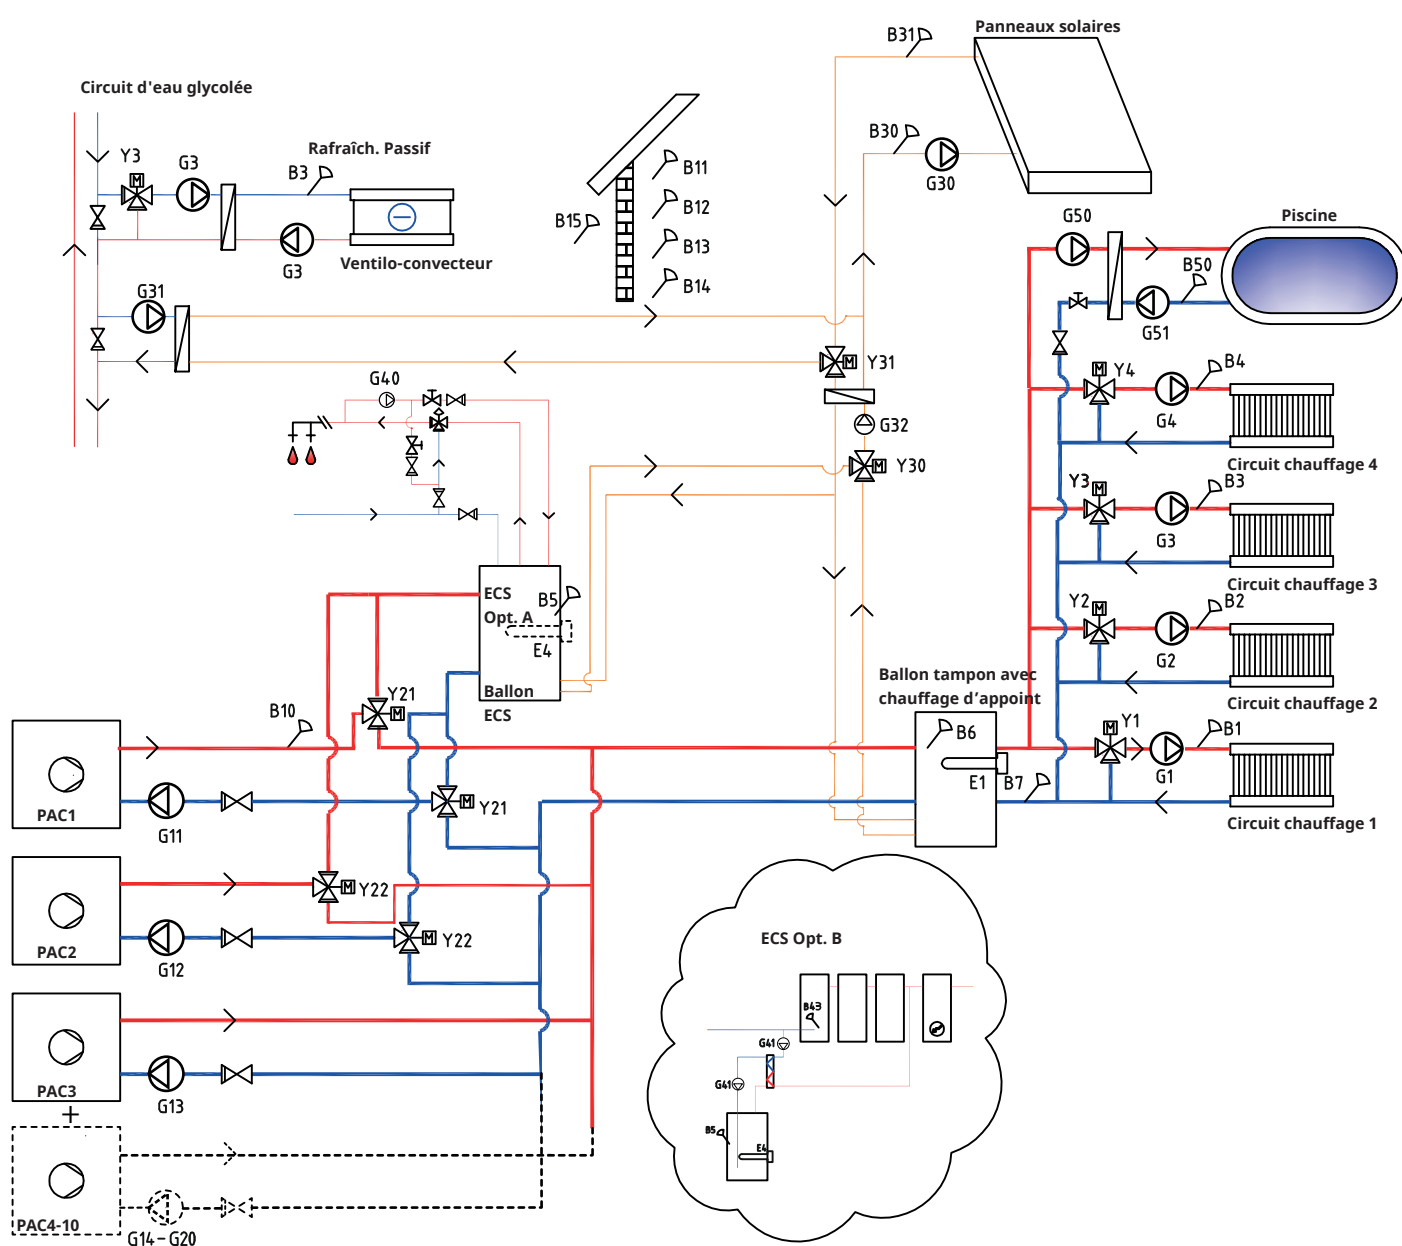 Panneaux solaires
B31
Circuit d'eau glycolée
B30
G30
Y3
G3
Rafraîch. Passif
B3
G3
Ventilo-convecteur
B11
B12
B13
B14
B15
G50
Piscine
B50
G51
G31
Y31
G32
Y30
G40
Y4
B4
G4
Circuit chauffage 4
Y3
B3
G3
Circuit chauffage 3
Y2
B2
G2
Circuit chauffage 2
Y1
B1
G1
Circuit chauffage 1
ECS
Opt. A
B5
E4
Ballon
ECS
Ballon tampon avec
chauffage d’appoint
B6
E1
B7
B10
Y21
Y21
PAC1
G11
Y22
Y22
PAC2
G12
PAC3
G13
+
PAC4-10
G14-G20
ECS Opt. B
B43
G41
G41
B5
E4
M
M
M
M
M
M
M
M
M
M
M